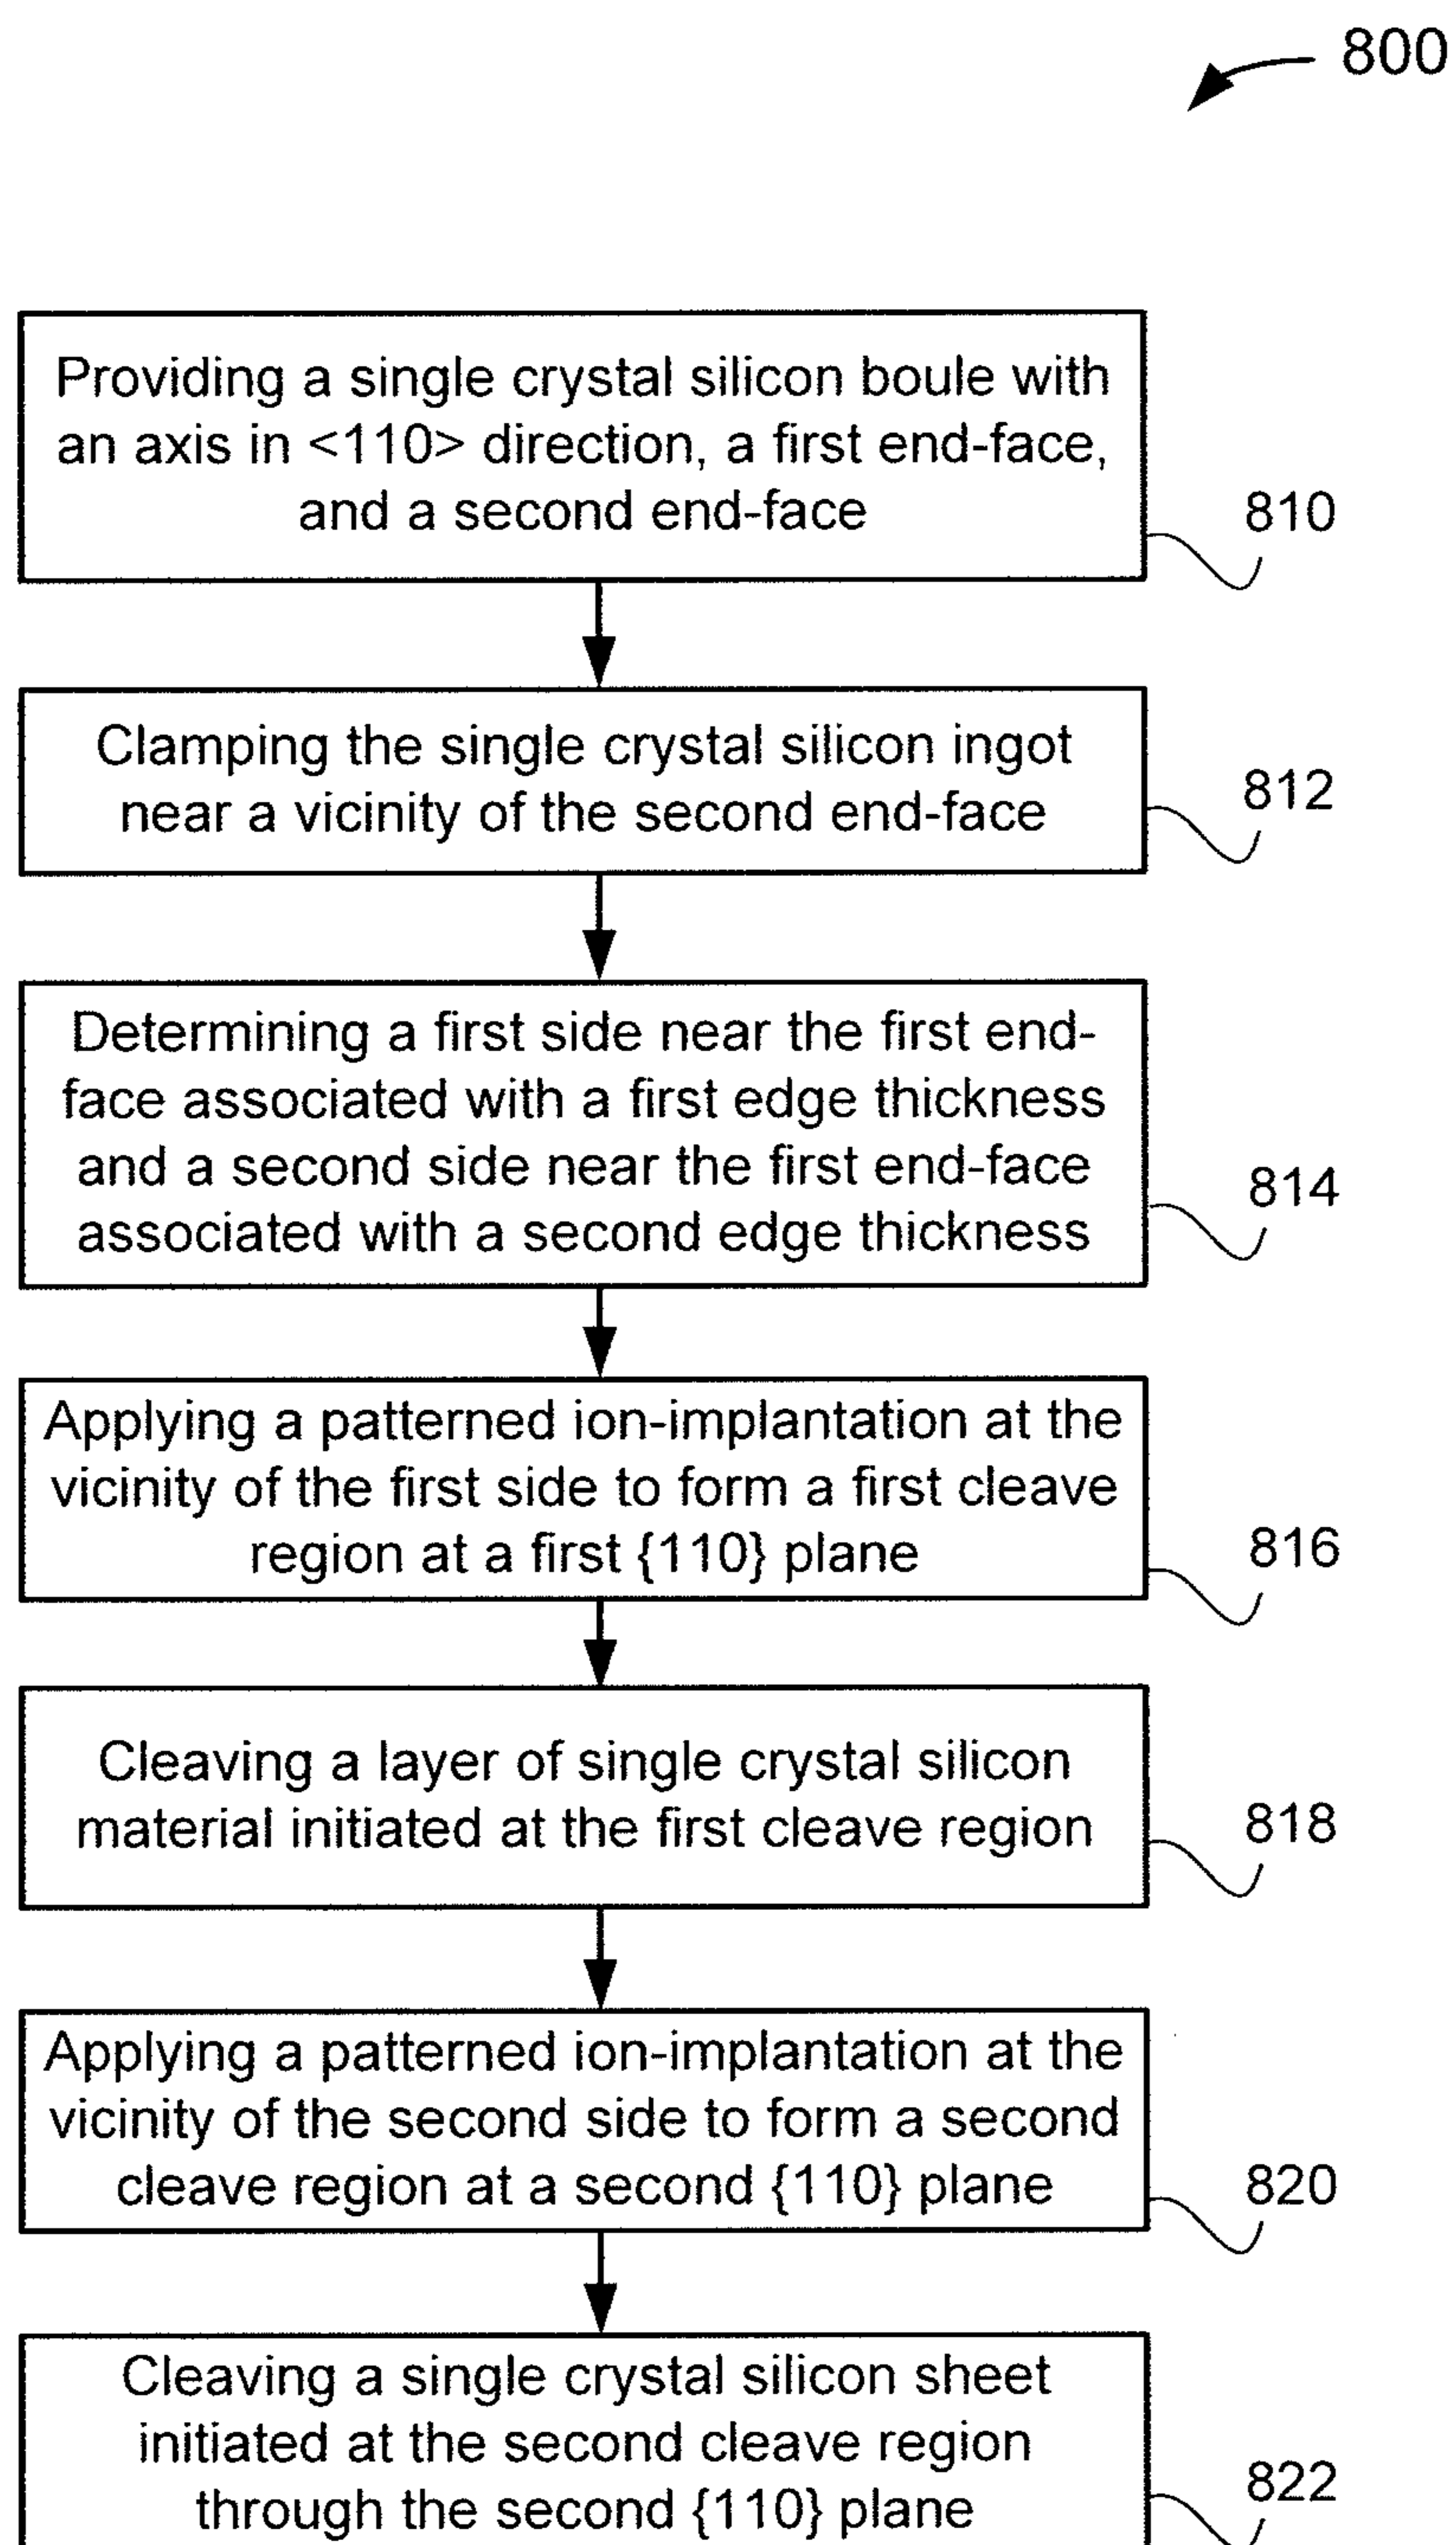 800
Providing a single crystal silicon boule with
an axis in <110> direction, a first end-face,
and a second end-face
810
Clamping the single crystal silicon ingot
near a vicinity of the second end-face
812
Determining a first side near the first end-
face associated with a first edge thickness
and a second side near the first end-face
associated with a second edge thickness
814
Applying a patterned ion-implantation at the
vicinity of the first side to form a first cleave
region at a first {110} plane
816
Cleaving a layer of single crystal silicon
material initiated at the first cleave region
818
Applying a patterned ion-implantation at the
vicinity of the second side to form a second
cleave region at a second {110} plane
820
Cleaving a single crystal silicon sheet
initiated at the second cleave region
through the second {110} plane
822